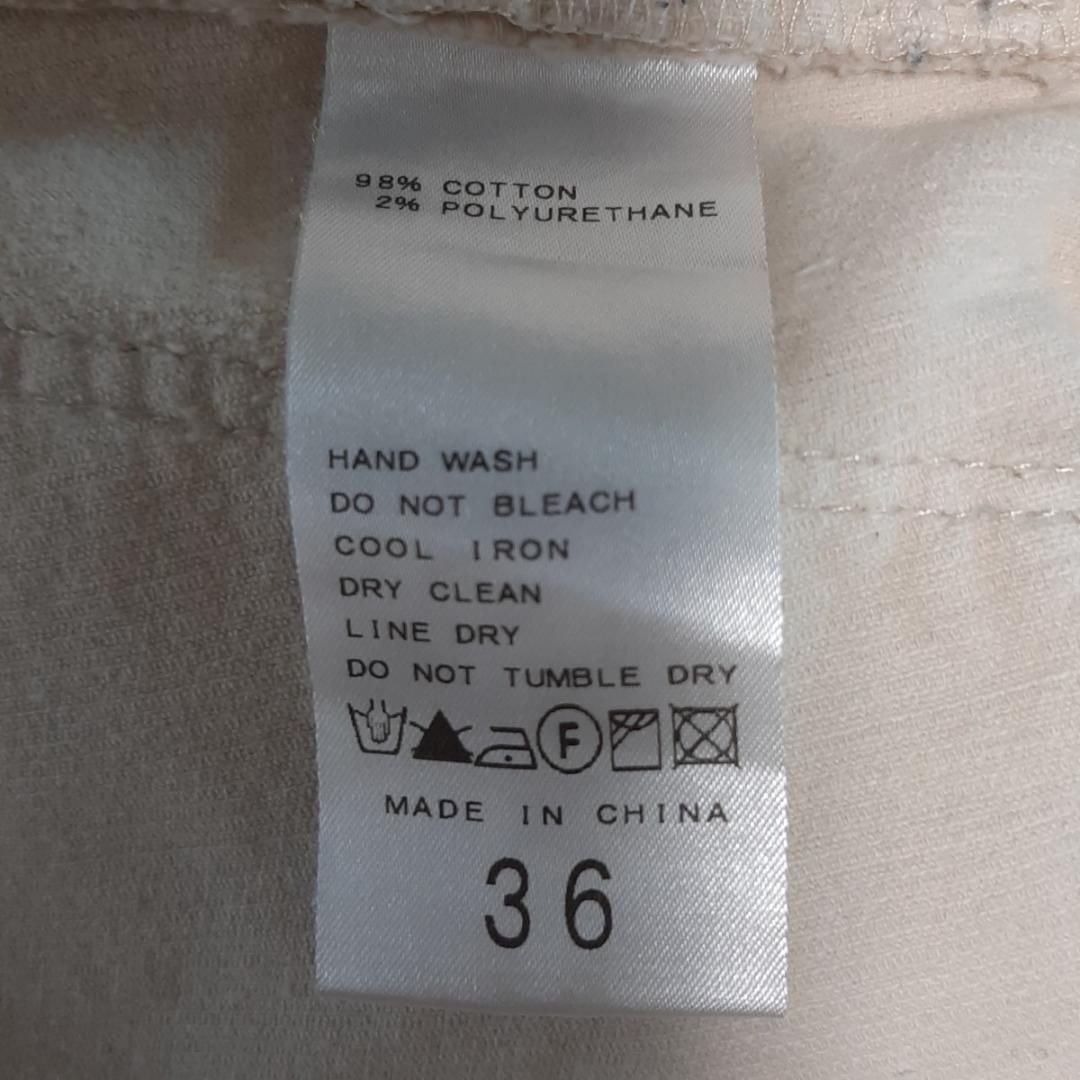 98% COTTON
2% POLYURETHANE
HAND WASH
DO NOT BLEACH
COOL IRON
DRY CLEAN
LINE DRY
DO NOT TUMBLE DRY
F
MADE IN CHINA
36